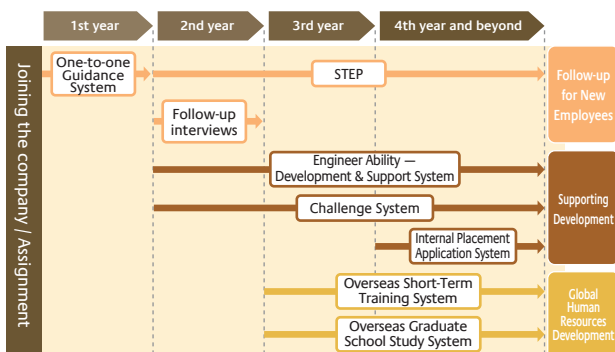 1st year
2nd year
3rd year
4th year and beyond
Joining the company / Assignment
One-to-one
Guidance
System
STEP
Follow-up
interviews
Follow-up
for New
Employees
Engineer Ability —
Development & Support System
Challenge System
Internal Placement
Application System
Supporting
Development
Overseas Short-Term
Training System
Overseas Graduate
School Study System
Global
Human
Resources
Development